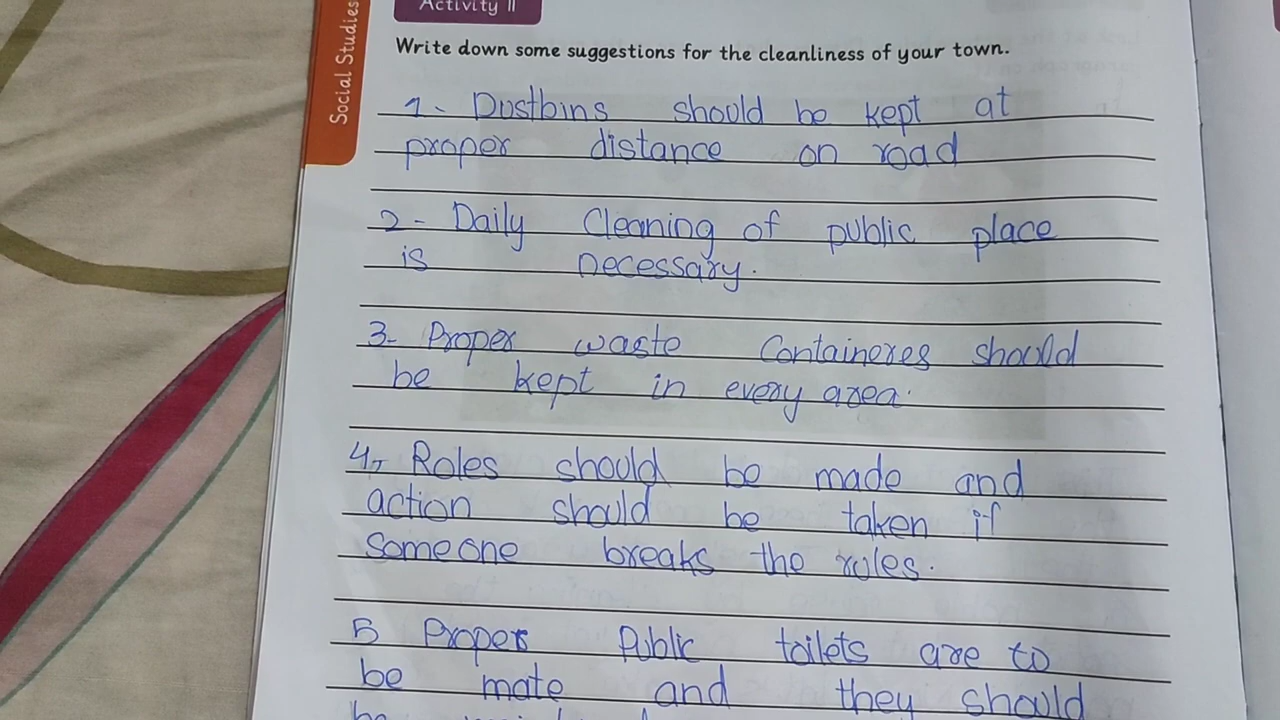 Activity II
Social Studies
Write down some suggestions for the cleanliness of your town.
1- Dustbins should be kept at
proper distance on road
2- Daily Cleaning of public place
is necessary.
3- Proper waste Containeres should
be kept in every area.
4- Roles should be made and
action should be taken if
someone breaks the roles.
5 Proper Public toilets are to
be mate and they should
be